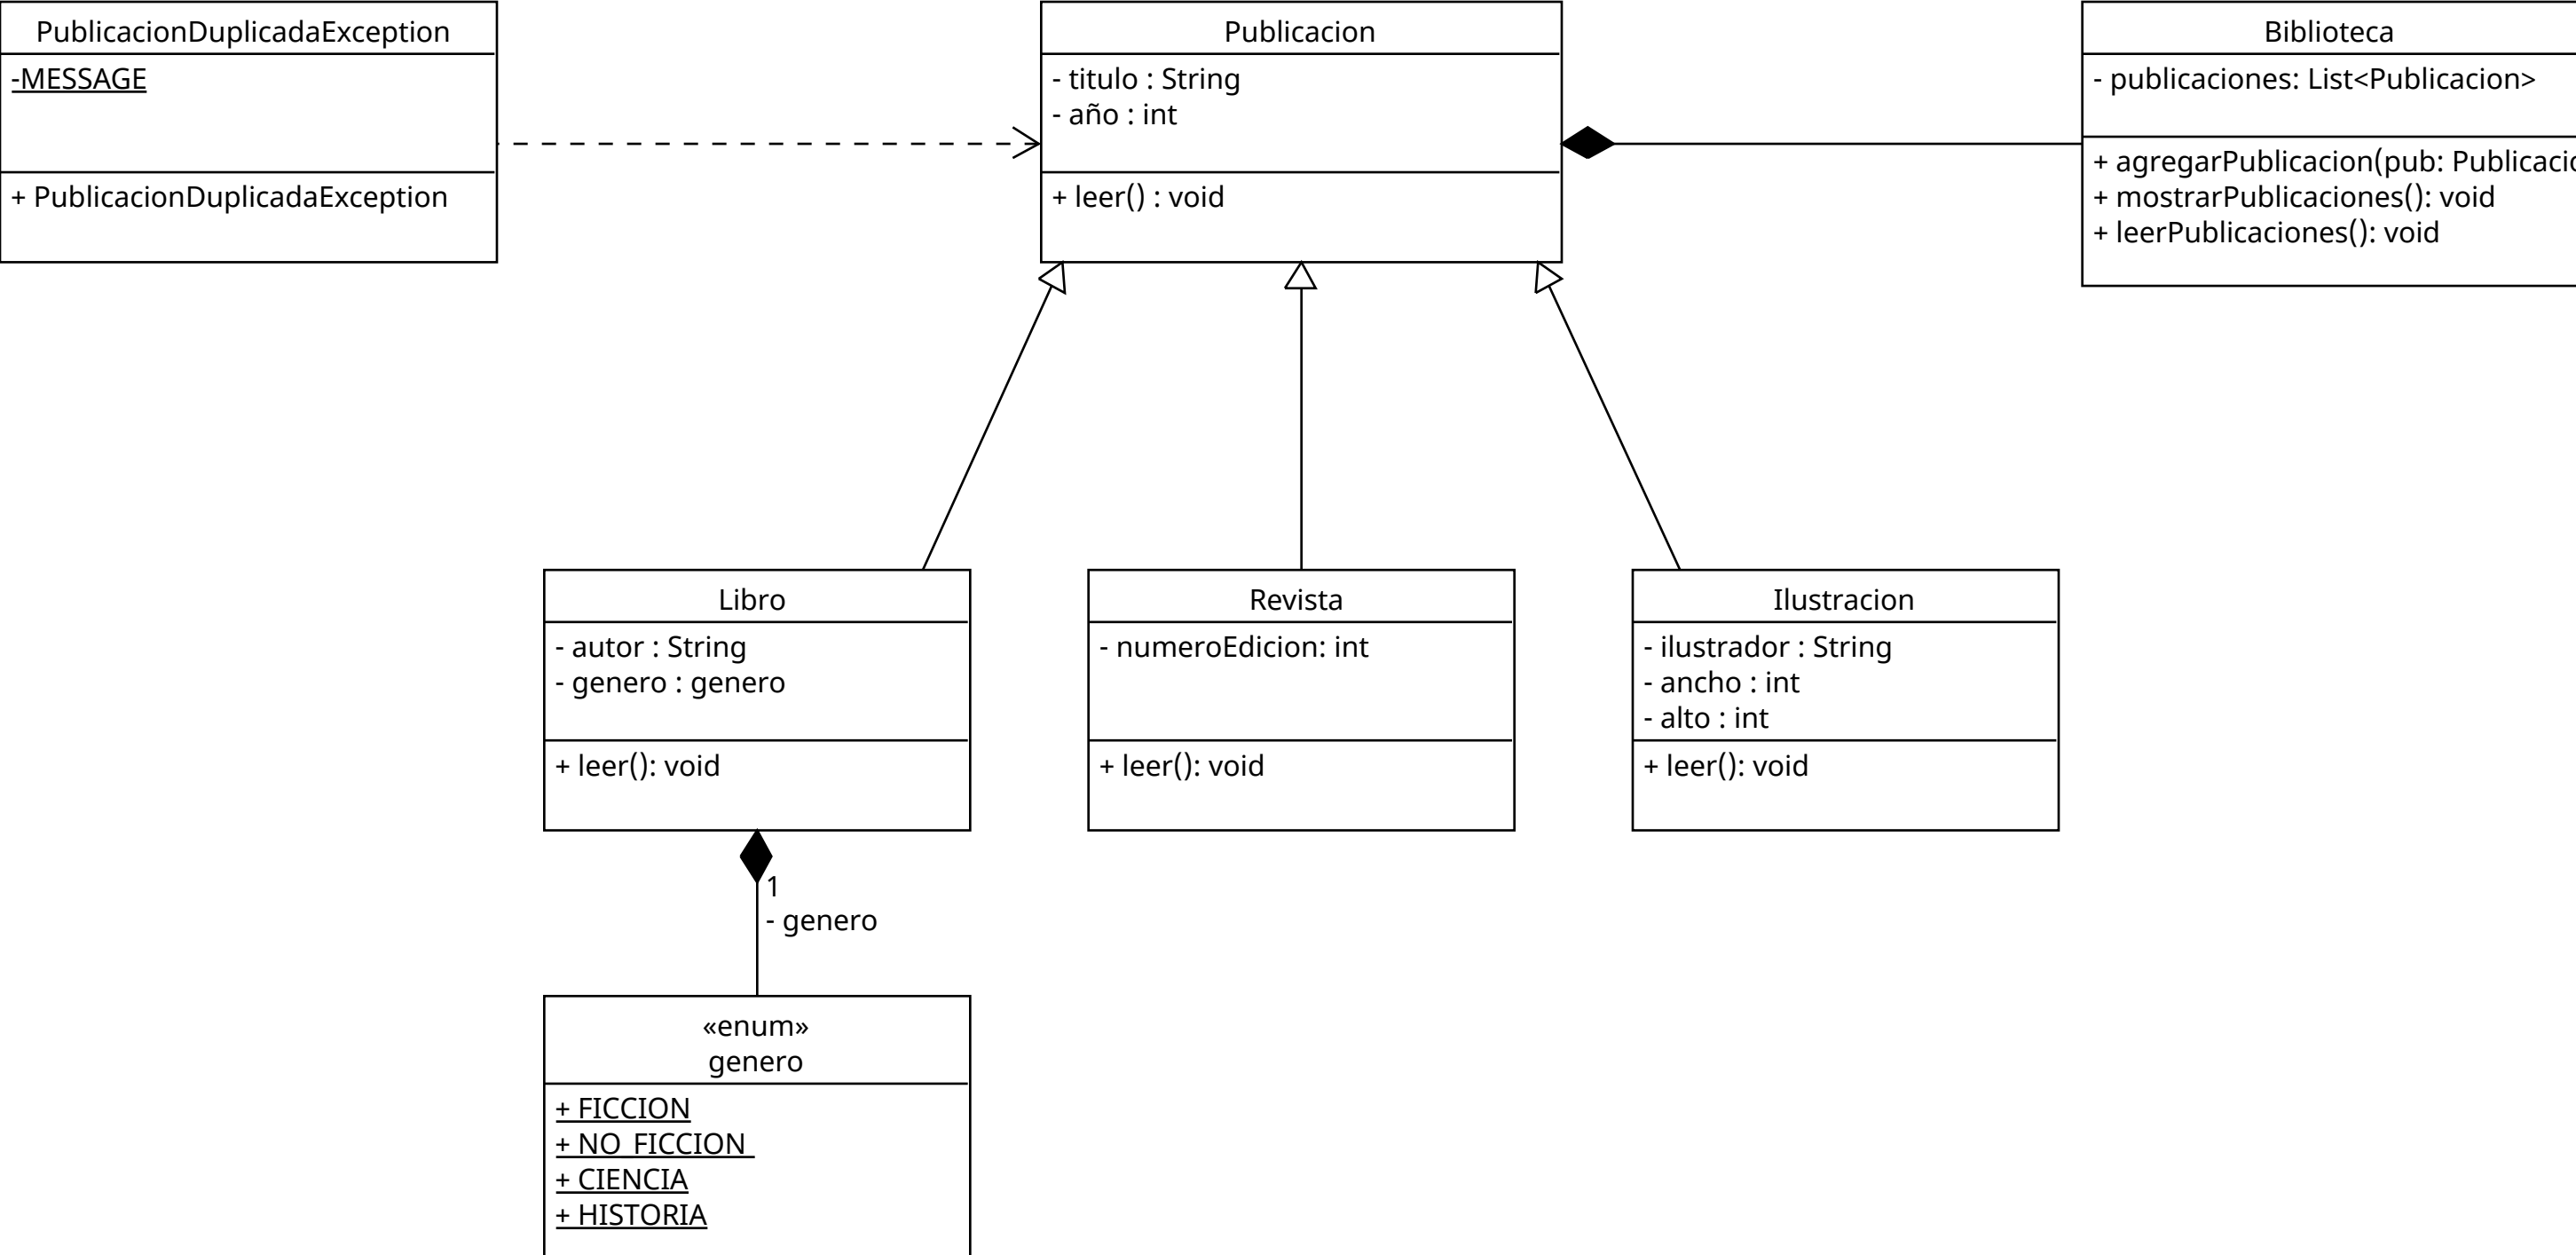 PublicacionDuplicadaException
-MESSAGE
+ PublicacionDuplicadaException
Publicacion
- titulo : String
- año : int
+ leer() : void
Biblioteca
- publicaciones: List<Publicacion>
+ agregarPublicacion(pub:
+ mostrarPublicaciones(): void
+ leerPublicaciones(): void
Libro
- autor : String
- genero : genero
+ leer(): void
Revista
- numeroEdicion: int
+ leer(): void
Ilustracion
- ilustrador : String
- ancho : int
- alto : int
+ leer(): void
1
- genero
«enum»
genero
+ FICCION
+ NO_FICCION
+ CIENCIA
+ HISTORIA